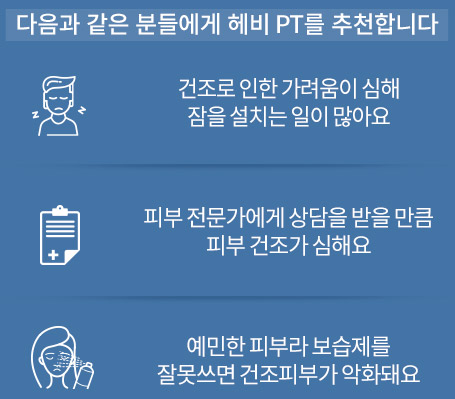 다음과 같은 분들에게 헤비 PT를 추천합니다
건조로 인한 가려움이 심해
잠을 설치는 일이 많아요
피부 전문가에게 상담을 받을 만큼
피부 건조가 심해요
예민한 피부라 보습제를
잘못쓰면 건조피부가 악화돼요